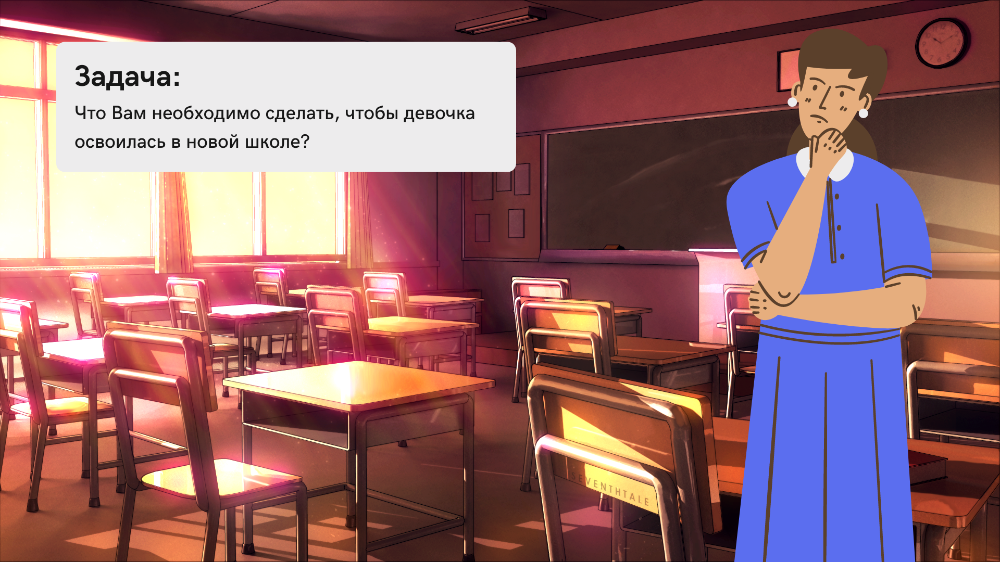 Задача:
Что Вам необходимо сделать, чтобы девочка
освоилась в новой школе?
SEVENTHTALE